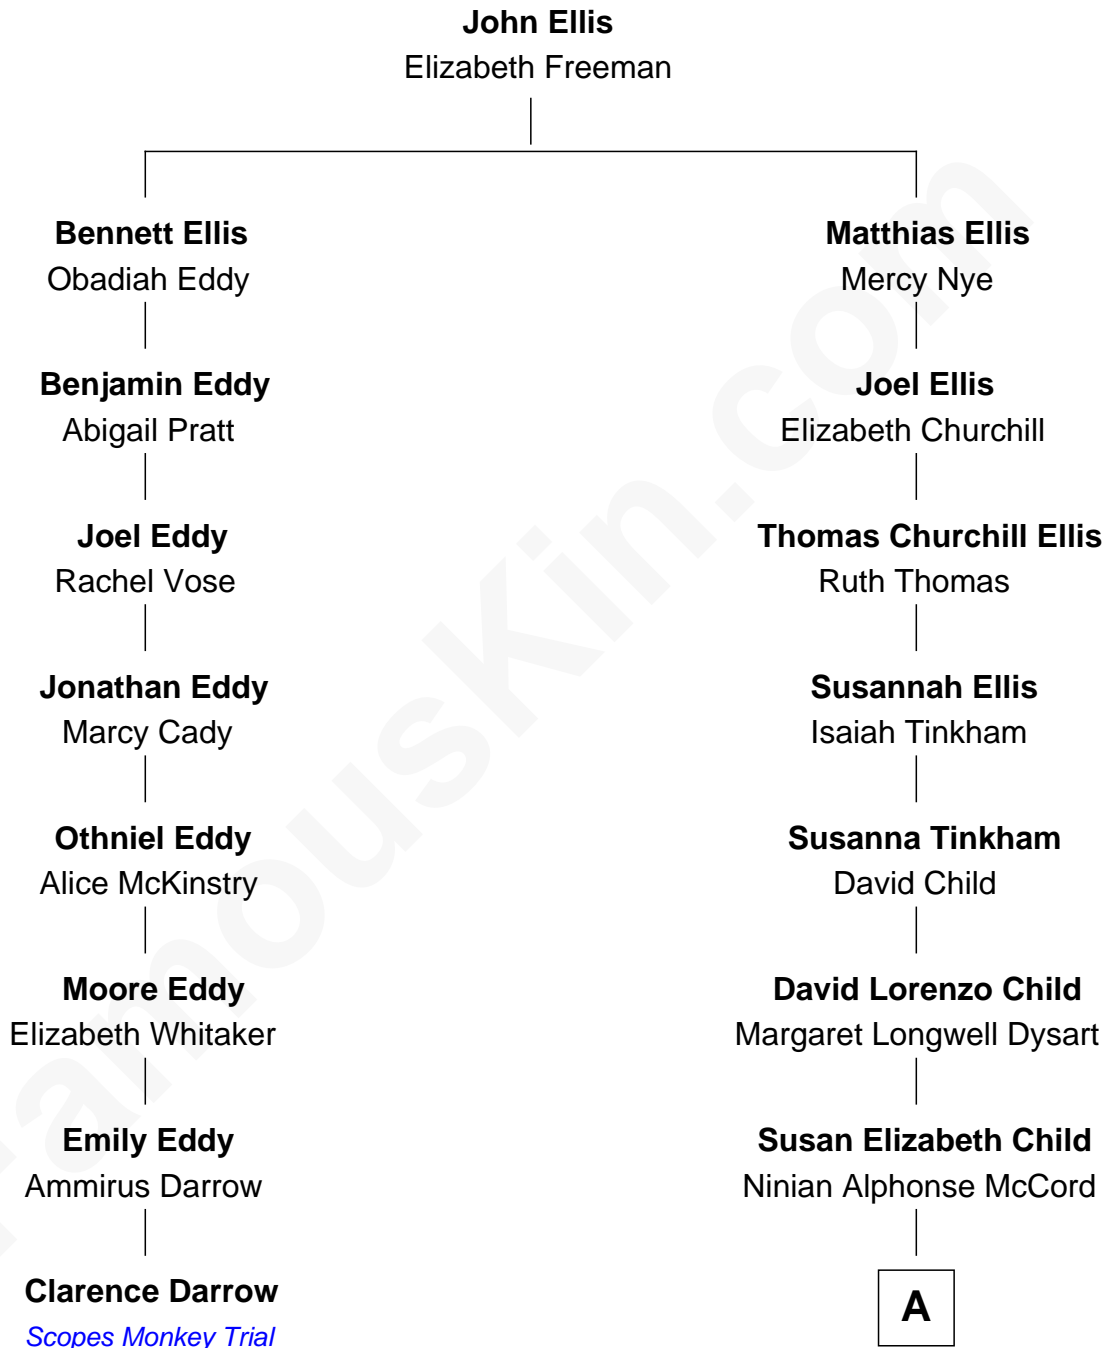 John Ellis
Elizabeth Freeman
Bennett Ellis
Obadiah Eddy
Matthias Ellis
Mercy Nye
Benjamin Eddy
Abigail Pratt
Joel Ellis
Elizabeth Churchill
Joel Eddy
Rachel Vose
Thomas Churchill Ellis
Ruth Thomas
Jonathan Eddy
Marcy Cady
Susannah Ellis
Isaiah Tinkham
Othniel Eddy
Alice McKinstry
Susanna Tinkham
David Child
Moore Eddy
Elizabeth Whitaker
David Lorenzo Child
Margaret Longwell Dysart
Emily Eddy
Ammirus Darrow
Susan Elizabeth Child
Ninian Alphonse McCord
Clarence Darrow
Scopes Monkey Trial
A
FamousKin.com